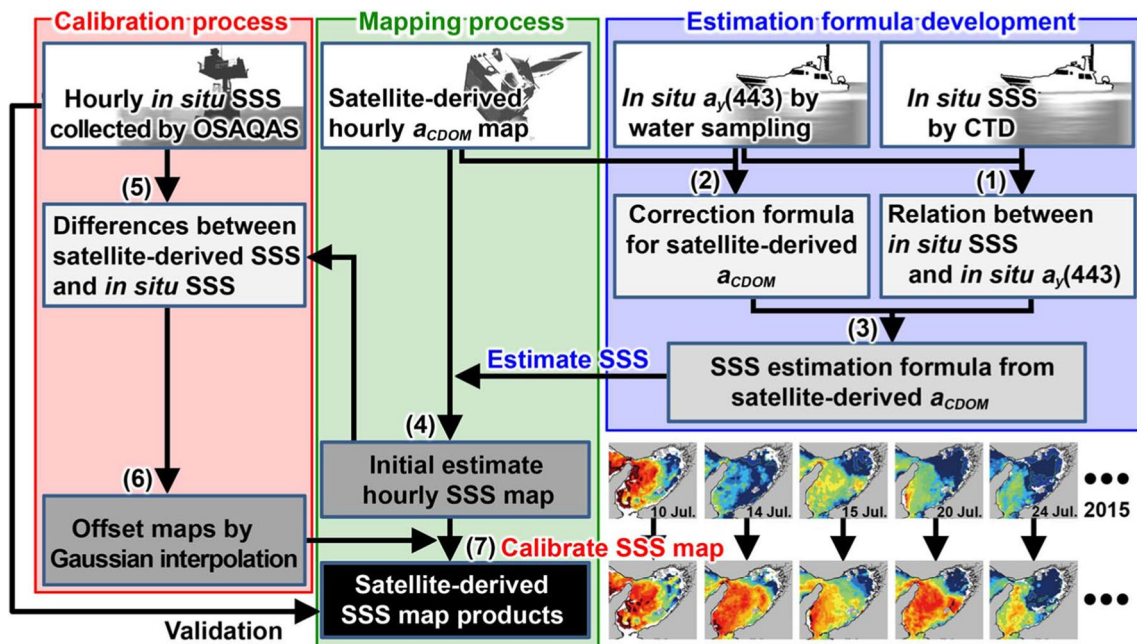 Calibration process
Mapping process
Estimation formula development
Hourly in situ SSS
collected by OSAQAS
Satellite-derived
hourly aCDOM map
In situ ay(443) by
water sampling
In situ SSS
by CTD
(5)
(2)
(1)
Differences between
satellite-derived SSS
and in situ SSS
Correction formula
for satellite-derived
aCDOM
Relation between
in situ SSS
and in situ ay(443)
(3)
Estimate SSS
SSS estimation formula from
satellite-derived aCDOM
(4)
Initial estimate
hourly SSS map
(6)
Offset maps by
Gaussian interpolation
10 Jul.
14 Jul.
15 Jul.
20 Jul.
24 Jul.
2015
(7) Calibrate SSS map
Satellite-derived
SSS map products
Validation